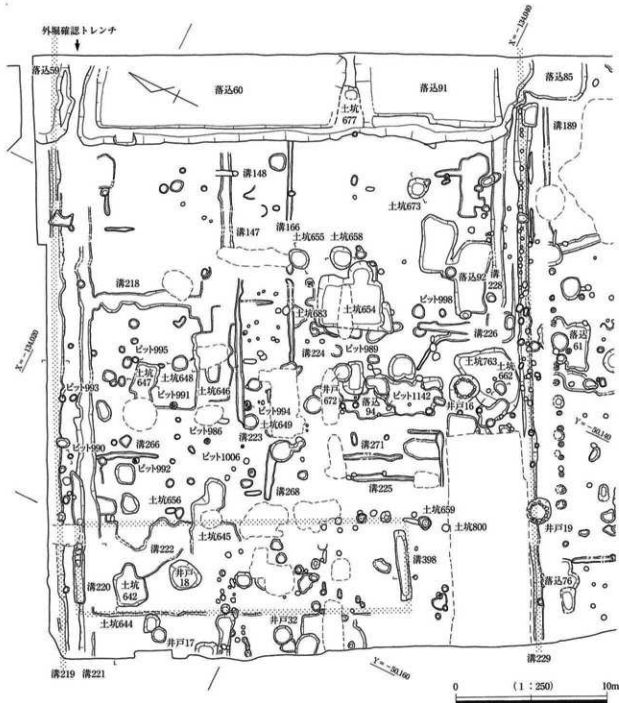 外堀確認トレンチ
X=-134,040
落込59
落込60
土坑677
落込91
落込85
溝189
溝148
土坑673
溝147
溝166
土坑655
土坑658
溝218
落込92
溝228
ピット998
土坑654
土坑683
溝226
X=-134,020
ピット995
溝224
ピット989
土坑763
土坑662
落込61
ピット993
土坑647
土坑648
ピット991
土坑646
井戸672
ピット1142
落込94
井戸16
ピット994
土坑649
Y=-50,140
ピット990
ピット986
溝223
溝266
ピット1006
溝271
ピット992
溝268
溝225
土坑656
土坑659
土坑645
土坑800
井戸19
溝222
溝398
溝220
土坑642
井戸18
落込76
土坑644
井戸17
井戸32
溝219
溝221
Y=-50,160
溝229
0 (1:250) 10m